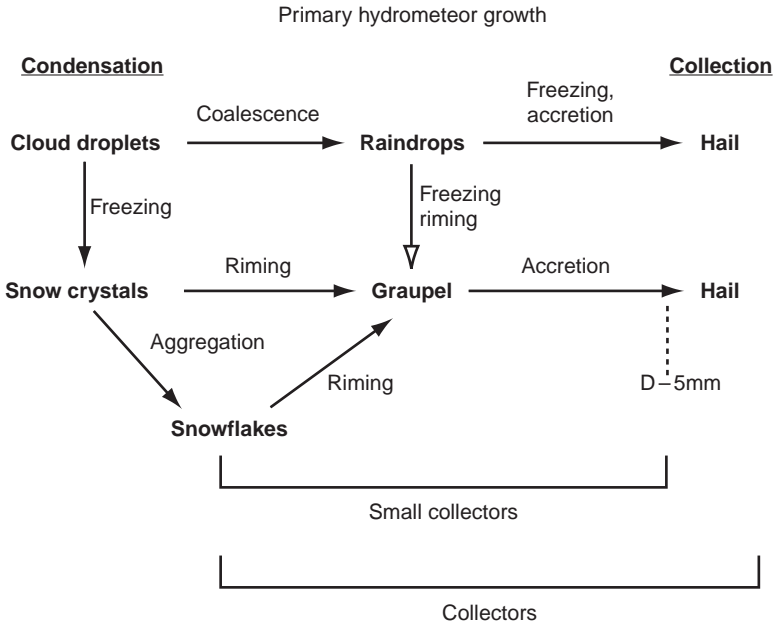 Primary hydrometeor growth
Condensation
Collection
Coalescence
Freezing,
accretion
Cloud droplets
Raindrops
Hail
Freezing
Freezing
riming
Snow crystals
Riming
Graupel
Accretion
Hail
Aggregation
Riming
D–5mm
Snowflakes
Small collectors
Collectors